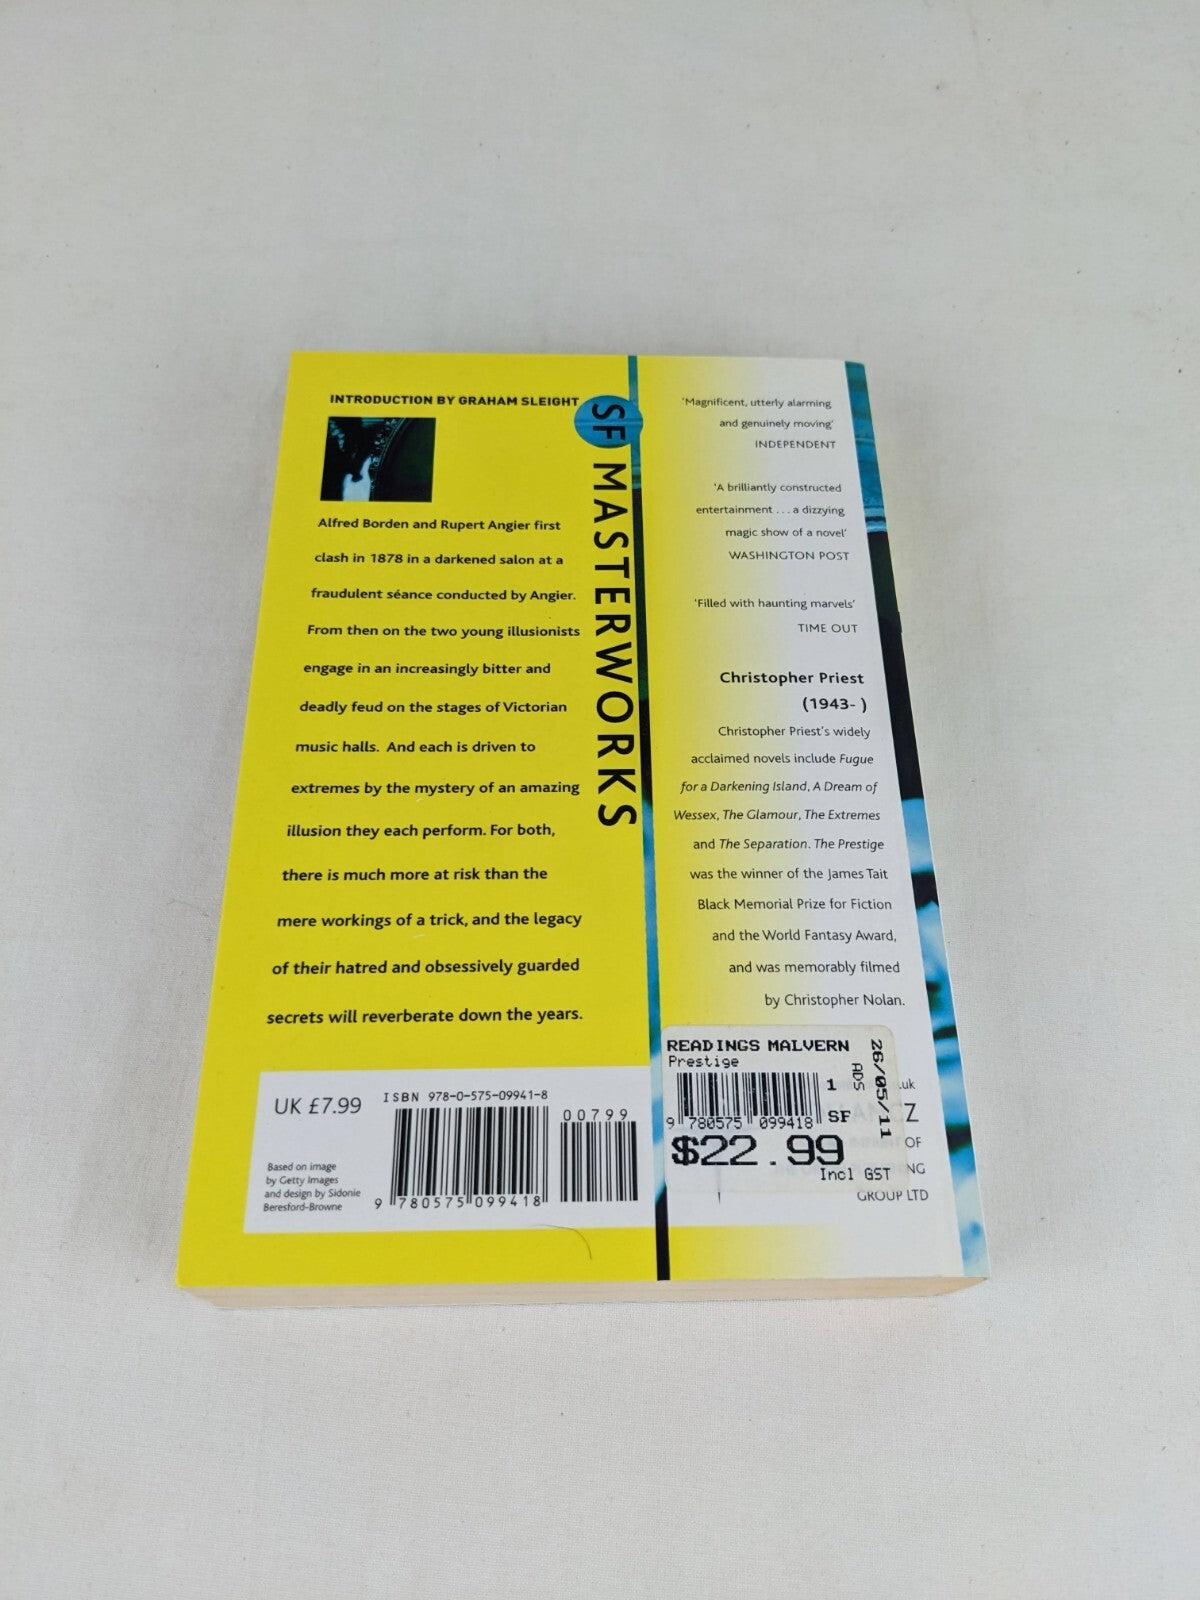 INTRODUCTION BY GRAHAM SLEIGHT
Alfred Borden and Rupert Angier first
clash in 1878 in a darkened salon at a
fraudulent séance conducted by Angier.
From then on the two young illusionists
engage in an increasingly bitter and
deadly feud on the stages of Victorian
music halls. And each is driven to
extremes by the mystery of an amazing
illusion they each perform. For both,
there is much more at risk than the
mere workings of a trick, and the legacy
of their hatred and obsessively guarded
secrets will reverberate down the years.
UK £7.99
ISBN 978-0-575-09941-8
00799
Based on image
by Getty Images
and design by Sidonie
Beresford-Browne
9 780575 099418
SF MASTERWORKS
'Magnificent, utterly alarming
and genuinely moving'
INDEPENDENT
'A brilliantly constructed
entertainment . . . a dizzying
magic show of a novel'
WASHINGTON POST
'Filled with haunting marvels'
TIME OUT
Christopher Priest
(1943- )
Christopher Priest's widely
acclaimed novels include Fugue
for a Darkening Island, A Dream of
Wessex, The Glamour, The Extremes
and The Separation. The Prestige
was the winner of the James Tait
Black Memorial Prize for Fiction
and the World Fantasy Award,
and was memorably filmed
by Christopher Nolan.
READINGS MALVERN
Prestige
1
ADS
26/05/11
9 780575 099418
SF
$22.99
Incl GST
.uk
Z
OF
NG
GROUP LTD